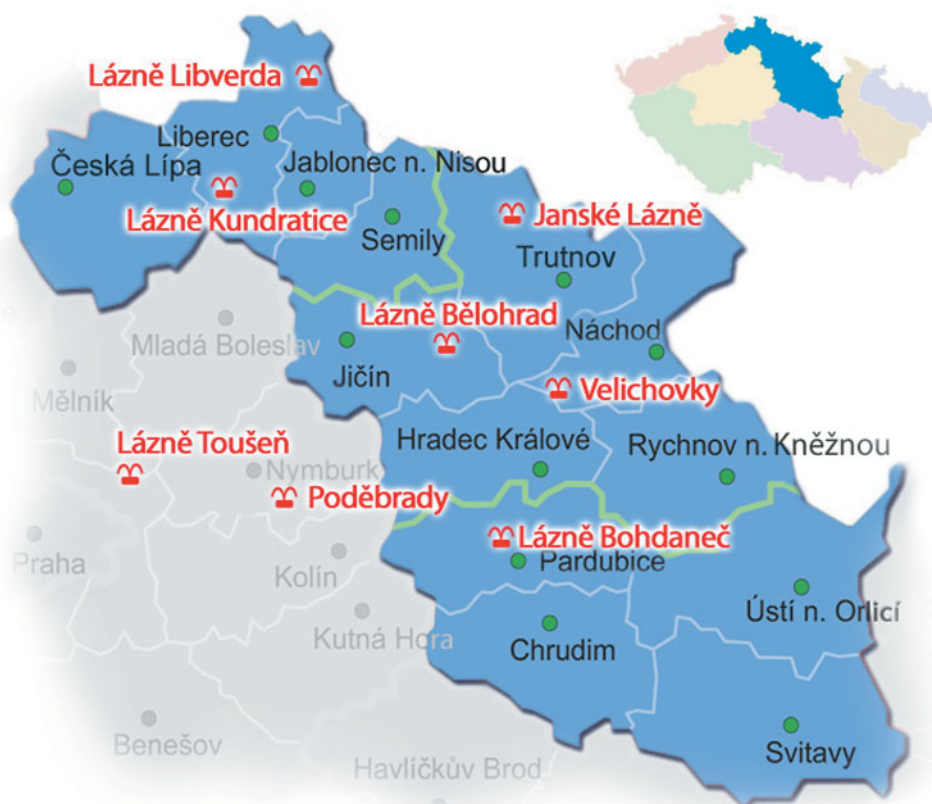 Lázně Libverda
Liberec
Česká Lípa
Jablonec n. Nisou
Lázně Kundratice
Semily
Janské Lázně
Trutnov
Lázně Bělohrad
Náchod
Mladá Boleslav
Jičín
Velichovky
Mělník
Hradec Králové
Rychnov n. Kněžnou
Lázně Toušeň
Nymburk
Poděbrady
Lázně Bohdaneč
Pardubice
Praha
Kolín
Ústí n. Orlicí
Kutná Hora
Chrudim
Benešov
Svitavy
Havlíčkův Brod